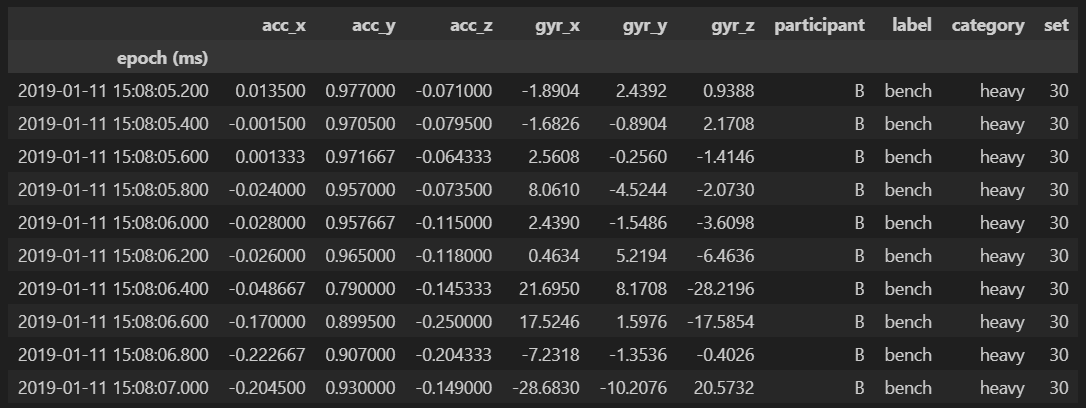 acc_x acc_y acc_z gyr_x gyr_y gyr_z participant label category set
epoch (ms)
2019-01-11 15:08:05.200 0.013500 0.977000 -0.071000 -1.8904 2.4392 0.9388 B bench heavy 30
2019-01-11 15:08:05.400 -0.001500 0.970500 -0.079500 -1.6826 -0.8904 2.1708 B bench heavy 30
2019-01-11 15:08:05.600 0.001333 0.971667 -0.064333 2.5608 -0.2560 -1.4146 B bench heavy 30
2019-01-11 15:08:05.800 -0.024000 0.957000 -0.073500 8.0610 -4.5244 -2.0730 B bench heavy 30
2019-01-11 15:08:06.000 -0.028000 0.957667 -0.115000 2.4390 -1.5486 -3.6098 B bench heavy 30
2019-01-11 15:08:06.200 -0.026000 0.965000 -0.118000 0.4634 5.2194 -6.4636 B bench heavy 30
2019-01-11 15:08:06.400 -0.048667 0.790000 -0.145333 21.6950 8.1708 -28.2196 B bench heavy 30
2019-01-11 15:08:06.600 -0.170000 0.899500 -0.250000 17.5246 1.5976 -17.5854 B bench heavy 30
2019-01-11 15:08:06.800 -0.222667 0.907000 -0.204333 -7.2318 -1.3536 -0.4026 B bench heavy 30
2019-01-11 15:08:07.000 -0.204500 0.930000 -0.149000 -28.6830 -10.2076 20.5732 B bench heavy 30